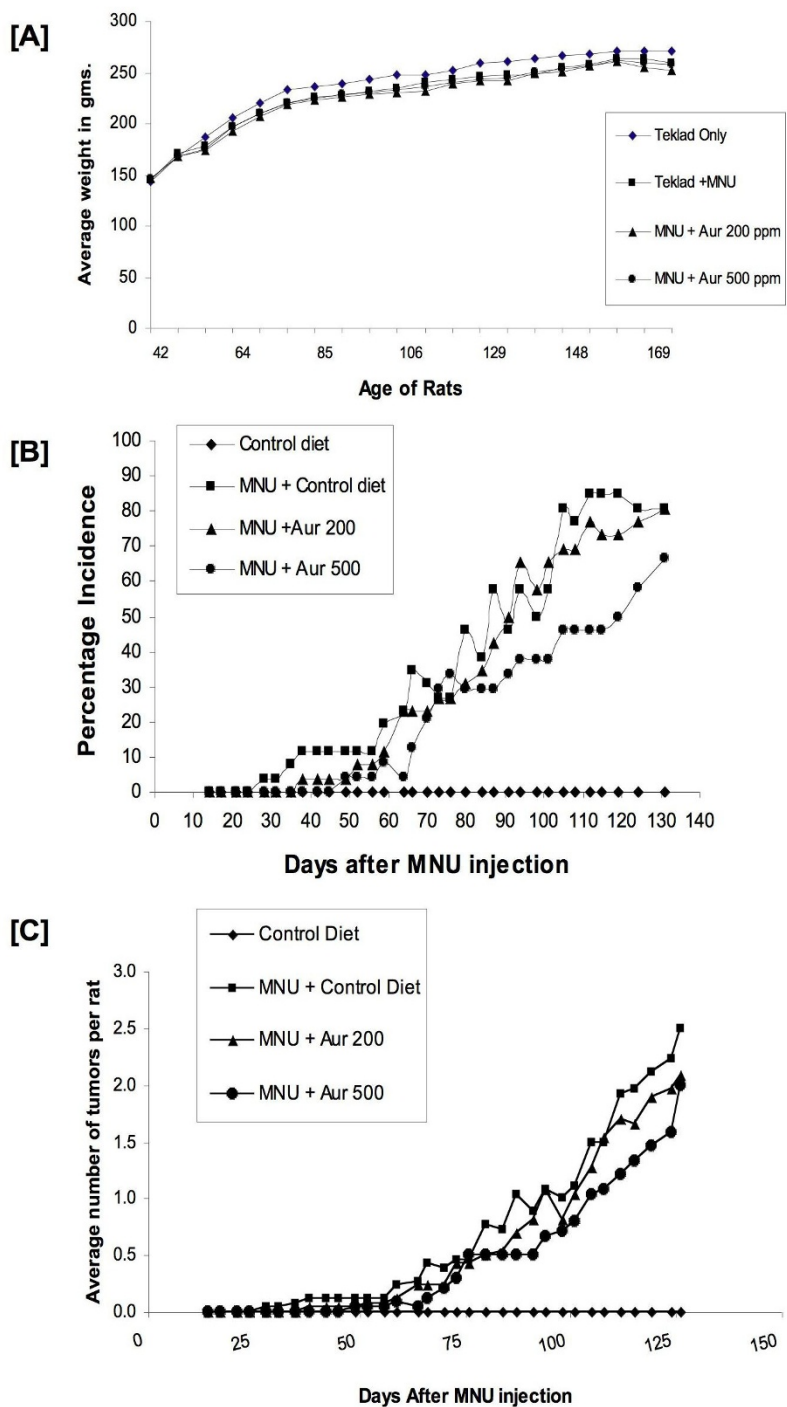 [A]
Average weight in gms.
300
250
200
150
100
50
0
42 64 85 106 129 148 169
Age of Rats
Teklad Only
Teklad +MNU
MNU + Aur 200 ppm
MNU + Aur 500 ppm
[B]
Percentage Incidence
100
90
80
70
60
50
40
30
20
10
0
0 10 20 30 40 50 60 70 80 90 100 110 120 130 140
Days after MNU injection
Control diet
MNU + Control diet
MNU +Aur 200
MNU + Aur 500
[C]
Average number of tumors per rat
3.0
2.5
2.0
1.5
1.0
0.5
0.0
0 25 50 75 100 125 150
Days After MNU injection
Control Diet
MNU + Control Diet
MNU + Aur 200
MNU + Aur 500